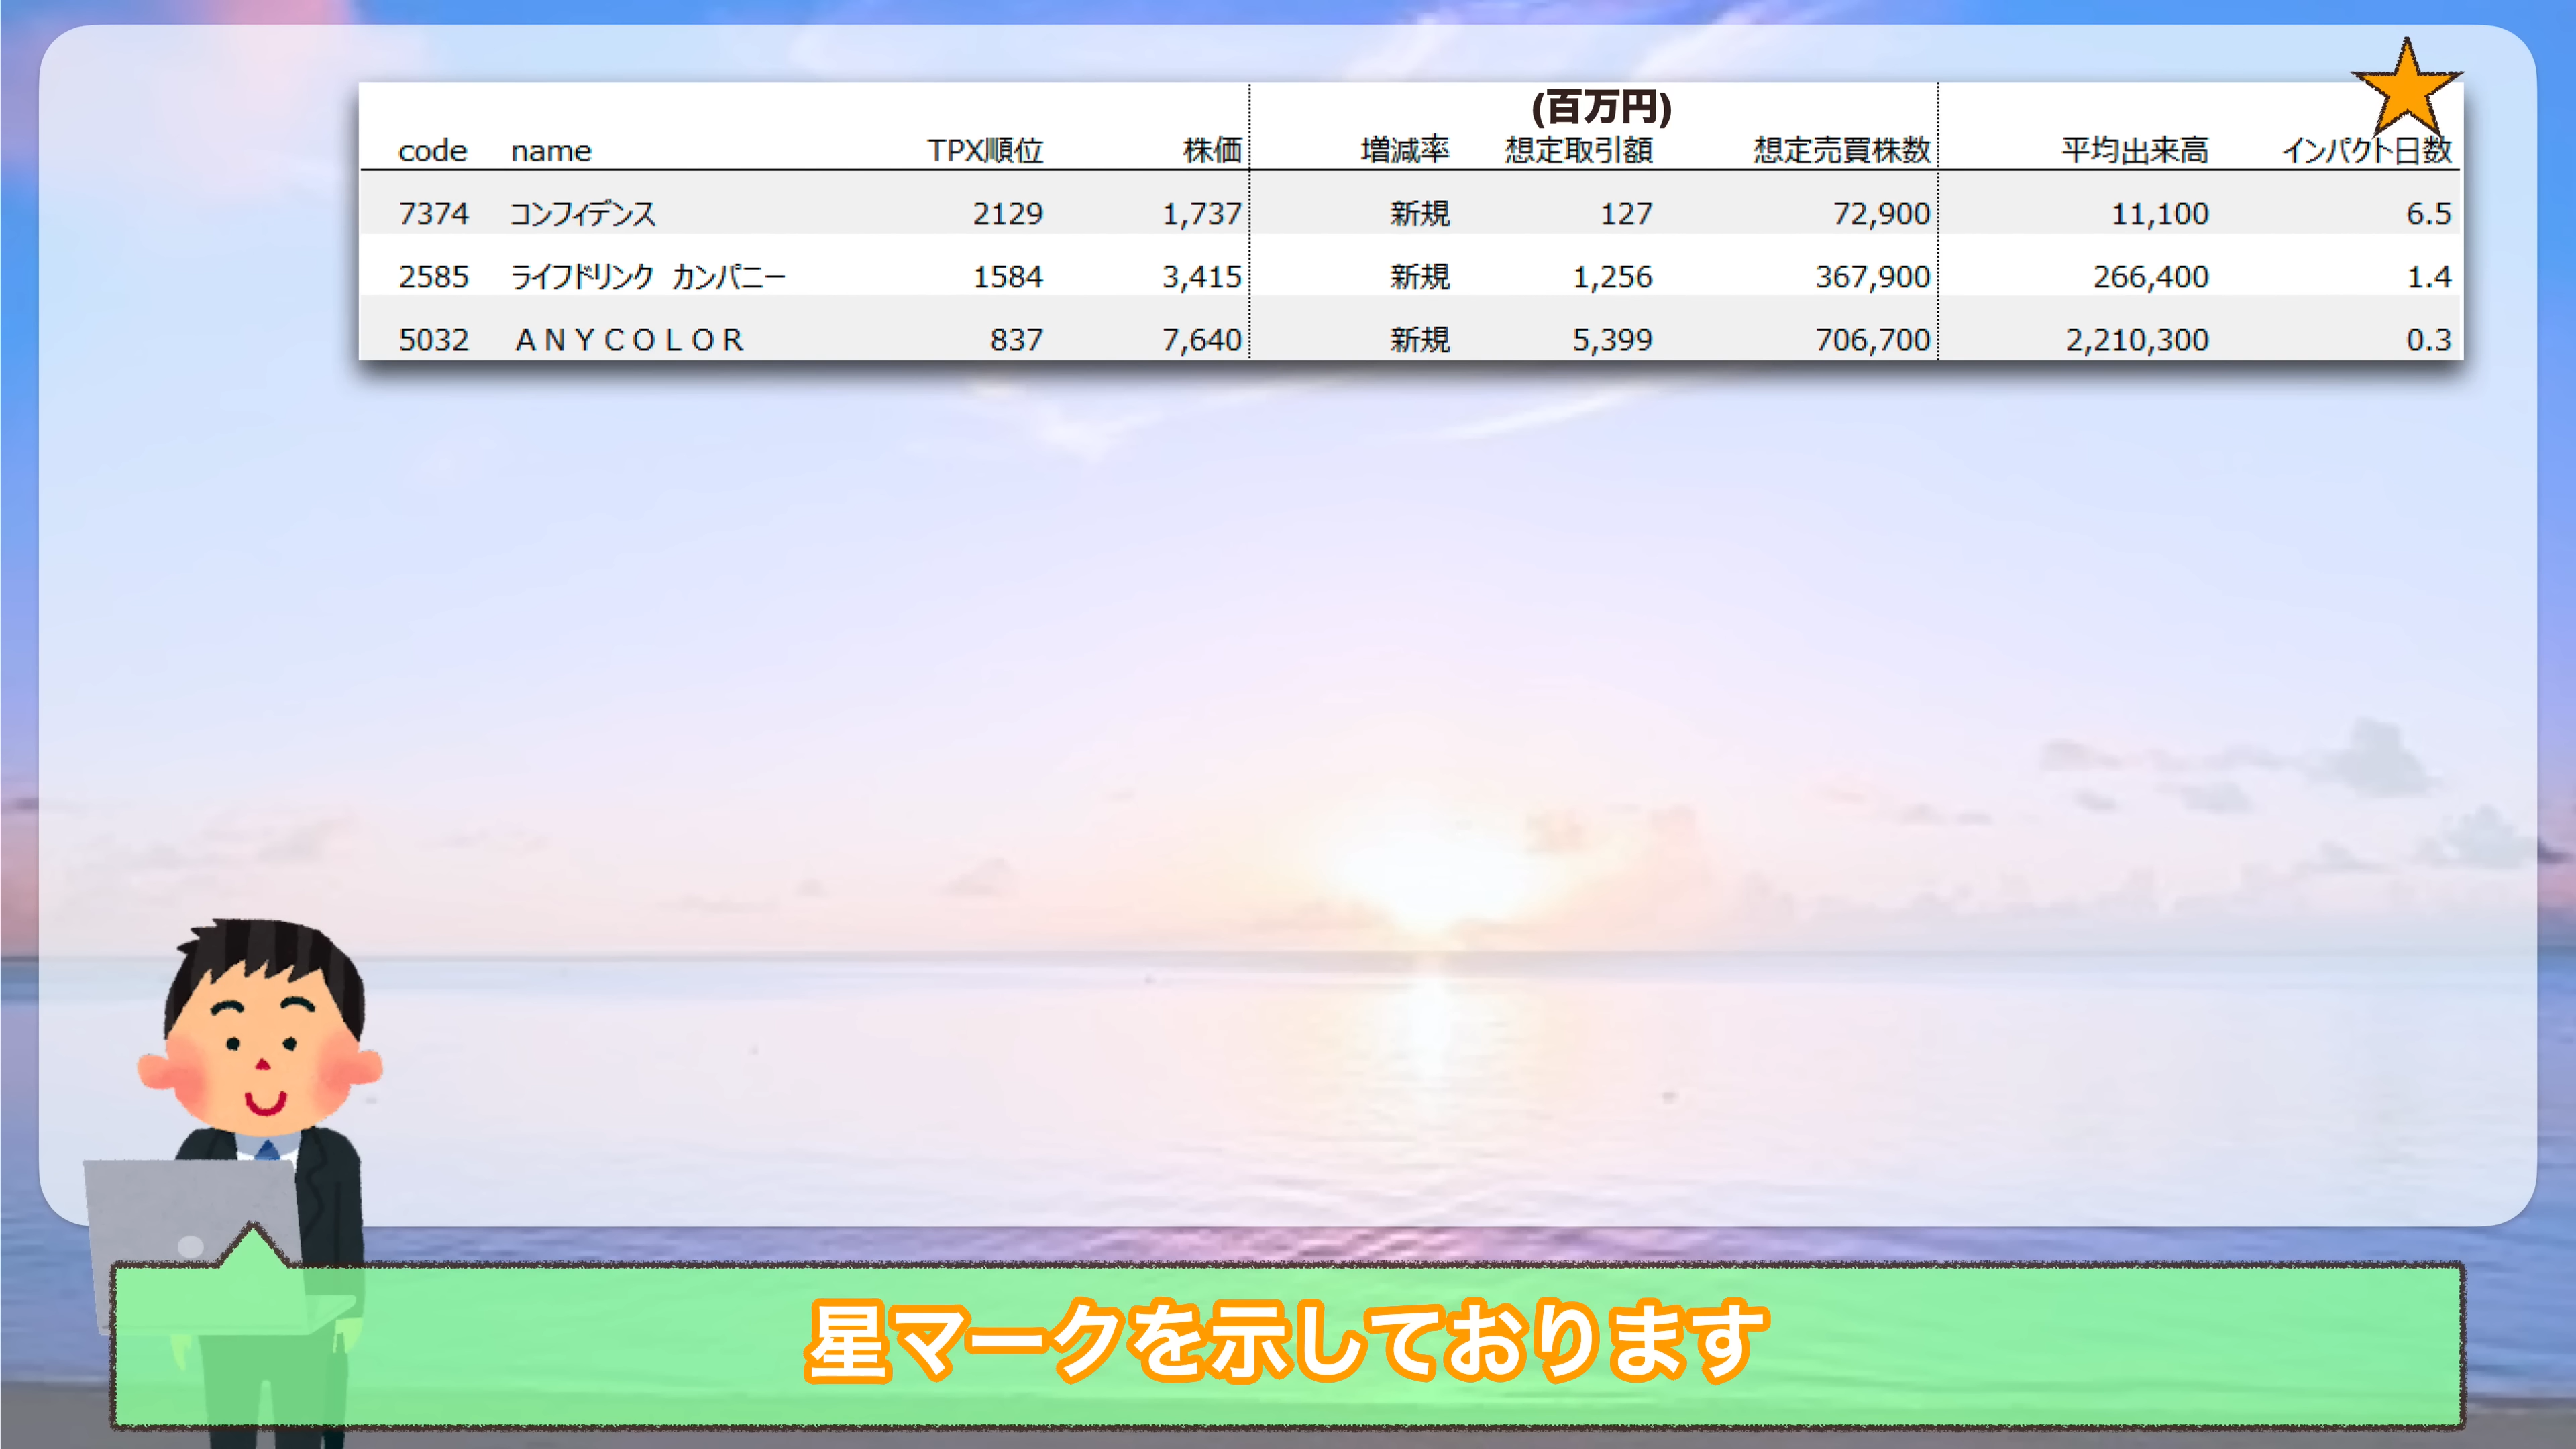 (百万円)
code name TPX順位 株価 増減率 想定取引額 想定売買株数 平均出来高 インパクト日数
7374 コンフィデンス 2129 1,737 新規 127 72,900 11,100 6.5
2585 ライフドリンク　カンパニー 1584 3,415 新規 1,256 367,900 266,400 1.4
5032 ＡＮＹＣＯＬＯＲ 837 7,640 新規 5,399 706,700 2,210,300 0.3
星マークを示しております